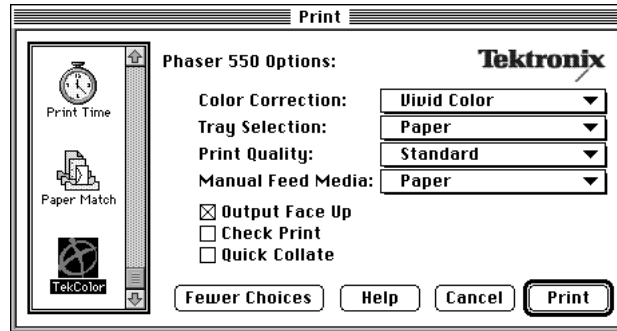 Print
Print Time
Paper Match
TekColor
Phaser 550 Options:
Tektronix
Color Correction: Vivid Color
Tray Selection: Paper
Print Quality: Standard
Manual Feed Media: Paper
Output Face Up
Check Print
Quick Collate
Fewer Choices Help Cancel Print